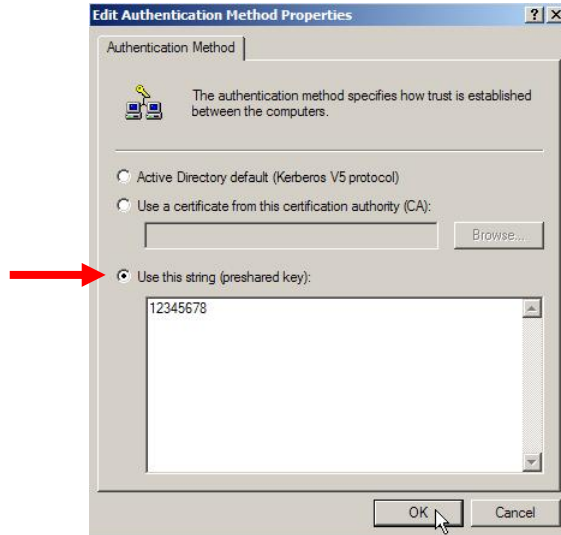 Edit Authentication Method Properties
Authentication Method
The authentication method specifies how trust is established
between the computers.
Active Directory default (Kerberos V5 protocol)
Use a certificate from this certification authority (CA):
Browse...
Use this string (preshared key):
12345678
OK Cancel